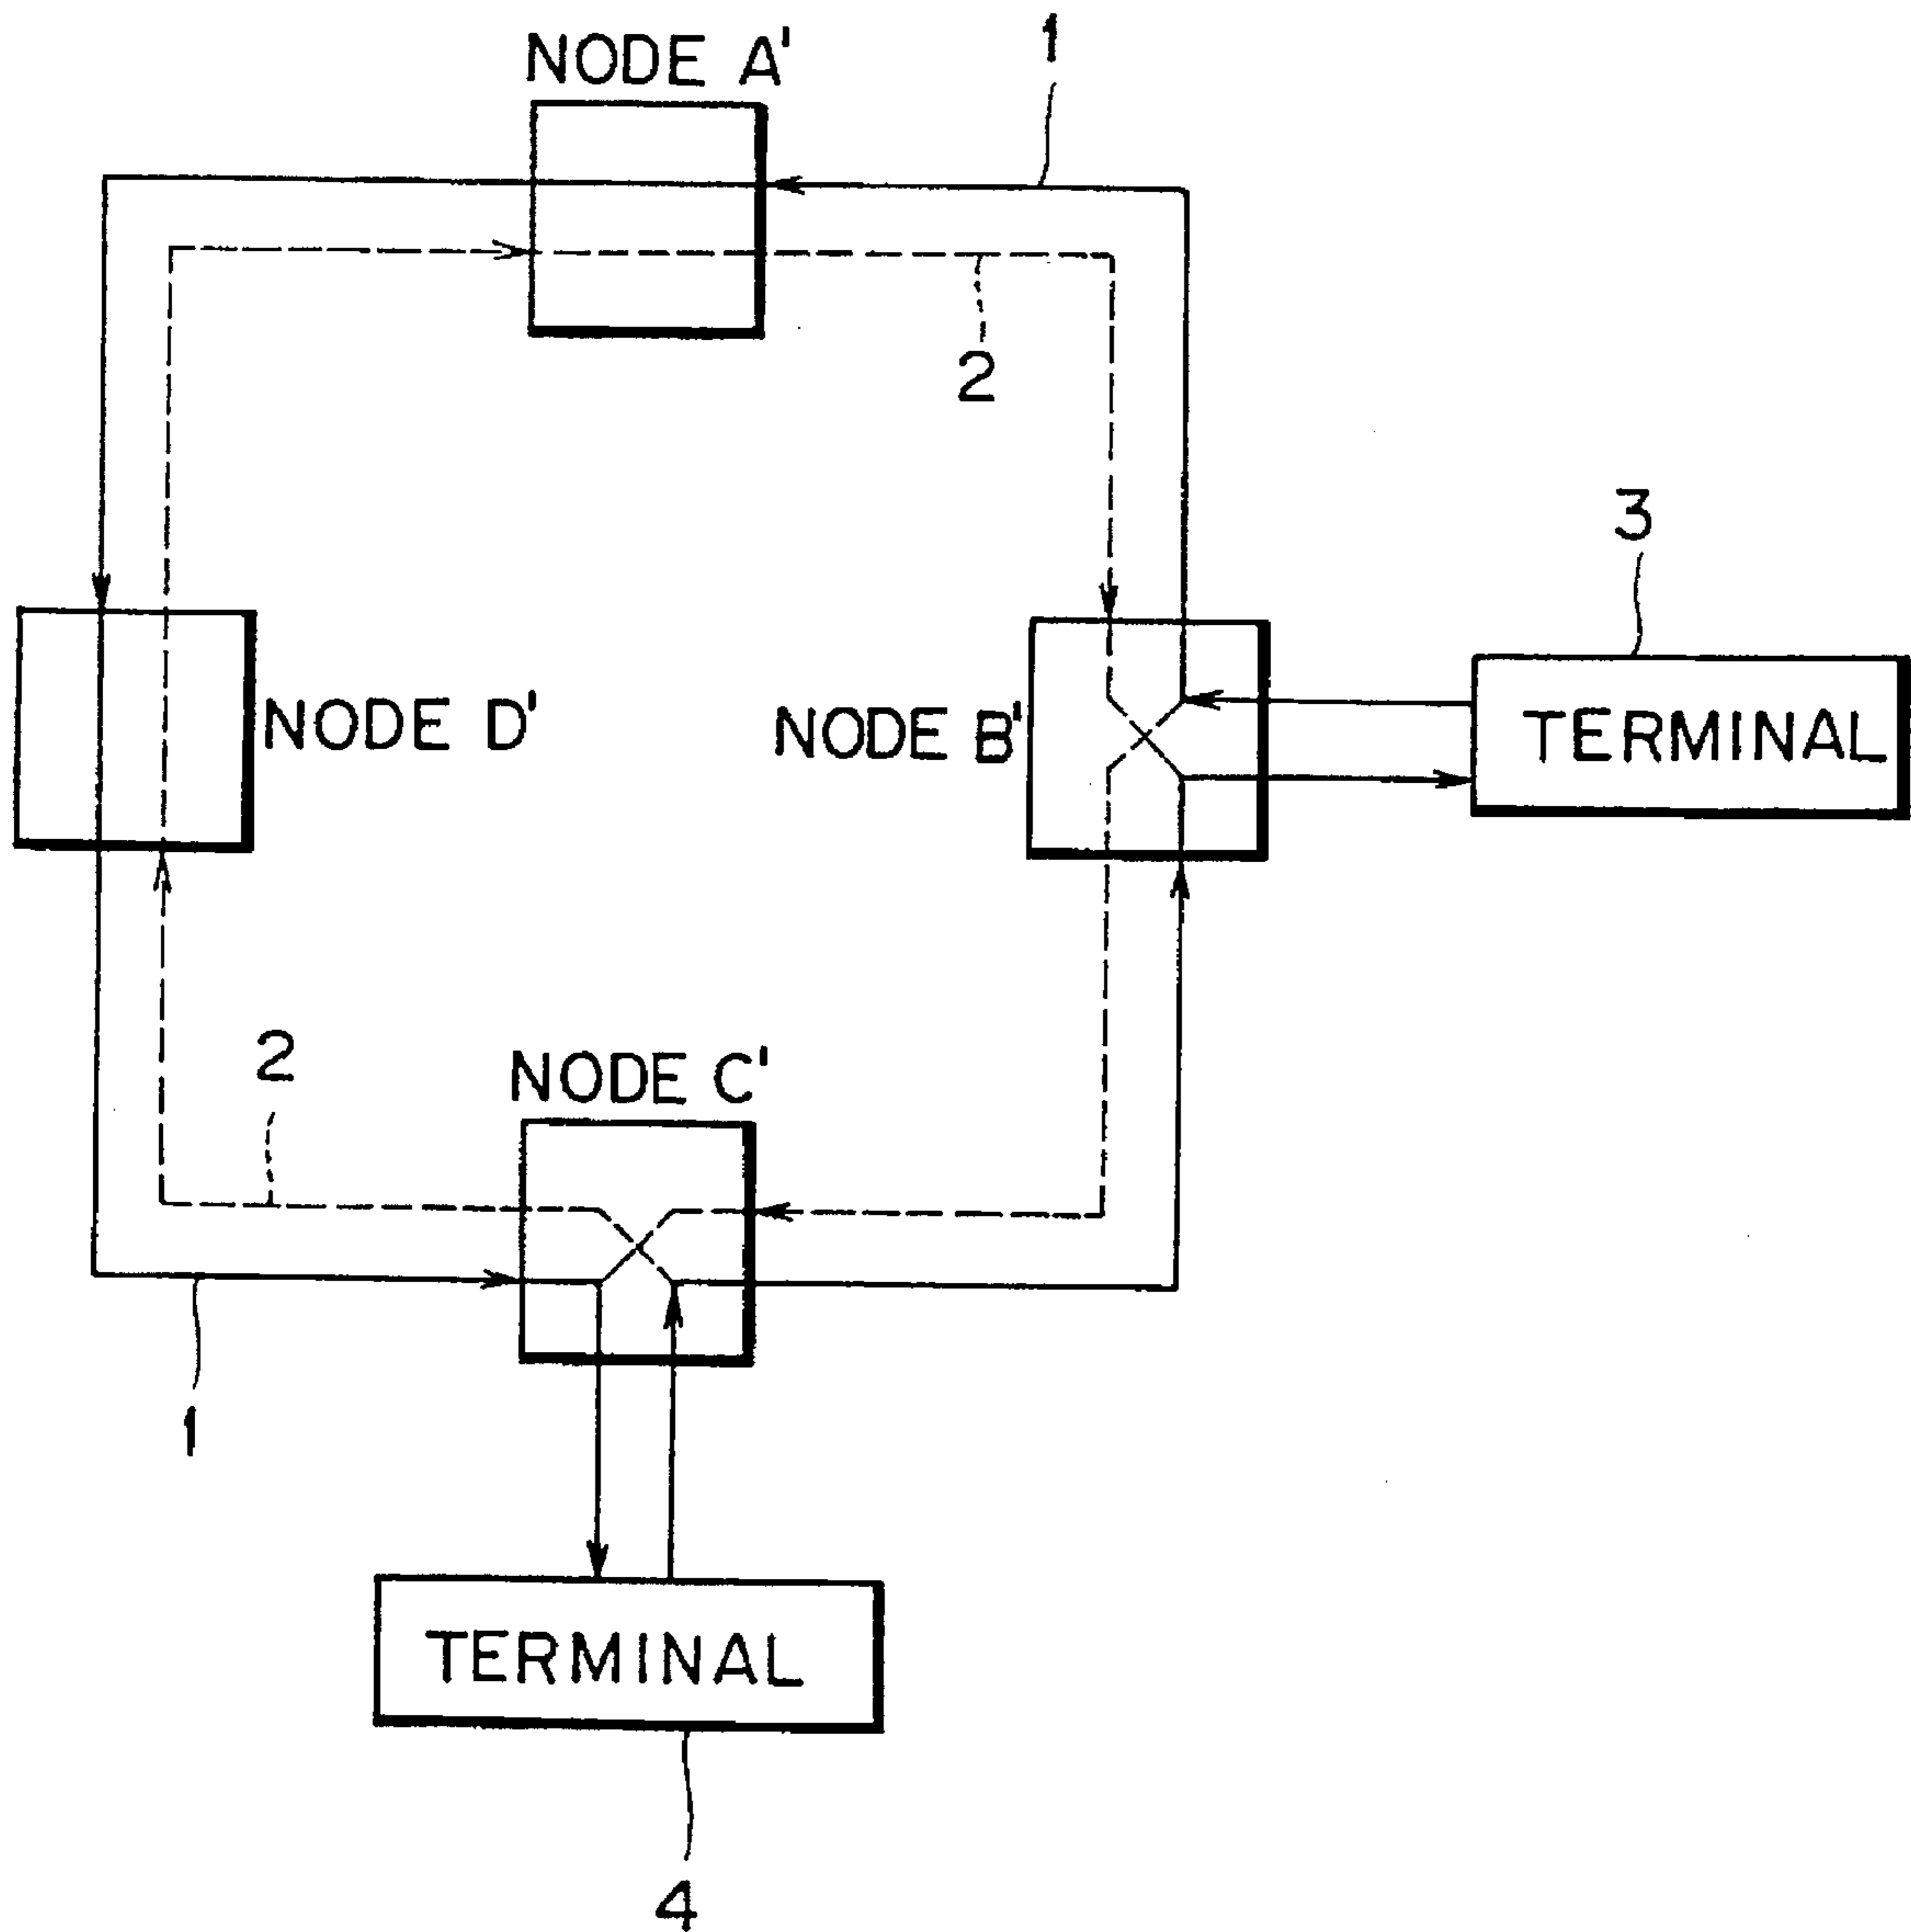 1
NODE A'
2
3
NODE D'
NODE B'
TERMINAL
2
NODE C'
1
TERMINAL
4